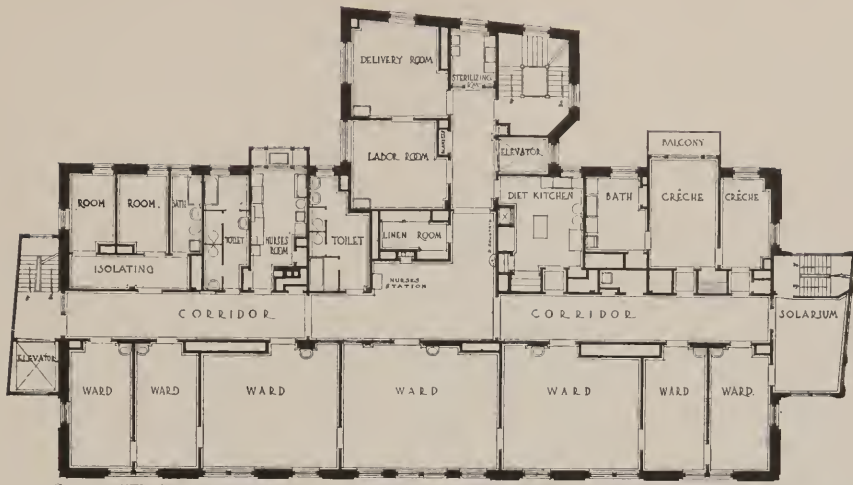 DELIVERY ROOM
STERILIZING
ROOM
LABOR ROOM
ELEVATOR
BALCONY
ROOM
ROOM.
BATH
TOILET
NURSES
ROOM
TOILET
LINEN ROOM
DIET KITCHEN
BATH
CRÈCHE
CRÈCHE
ISOLATING
NURSES
STATION
CORRIDOR
CORRIDOR
SOLARIUM
ELEVATOR
WARD
WARD
WARD
WARD
WARD
WARD
WARD.